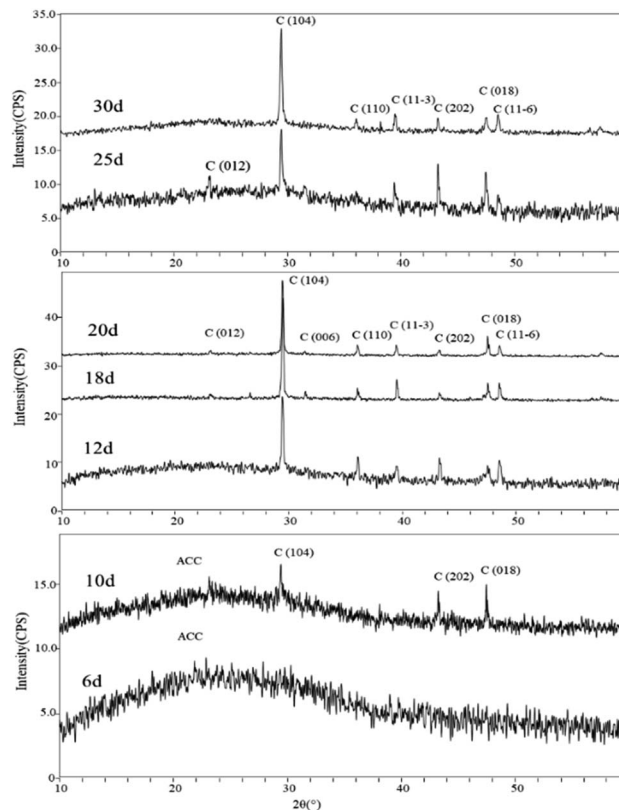 35.0
C (104)
30.0
30d
25.0
C (110)
C (11-3)
C (202)
C (018)
C (11-6)
20.0
15.0
25d
C (012)
10.0
5.0
0
Intensity(CPS)
10 20 30 40 50
C (104)
40
20d
C (012)
C (006)
C (110)
C (11-3)
C (202)
C (018)
C (11-6)
30
18d
20
12d
10
0
Intensity(CPS)
10 20 30 40 50
ACC
C (104)
C (202)
C (018)
15.0
10d
10.0
ACC
6d
5.0
0
Intensity(CPS)
10 20 30 40 50
2θ(°)